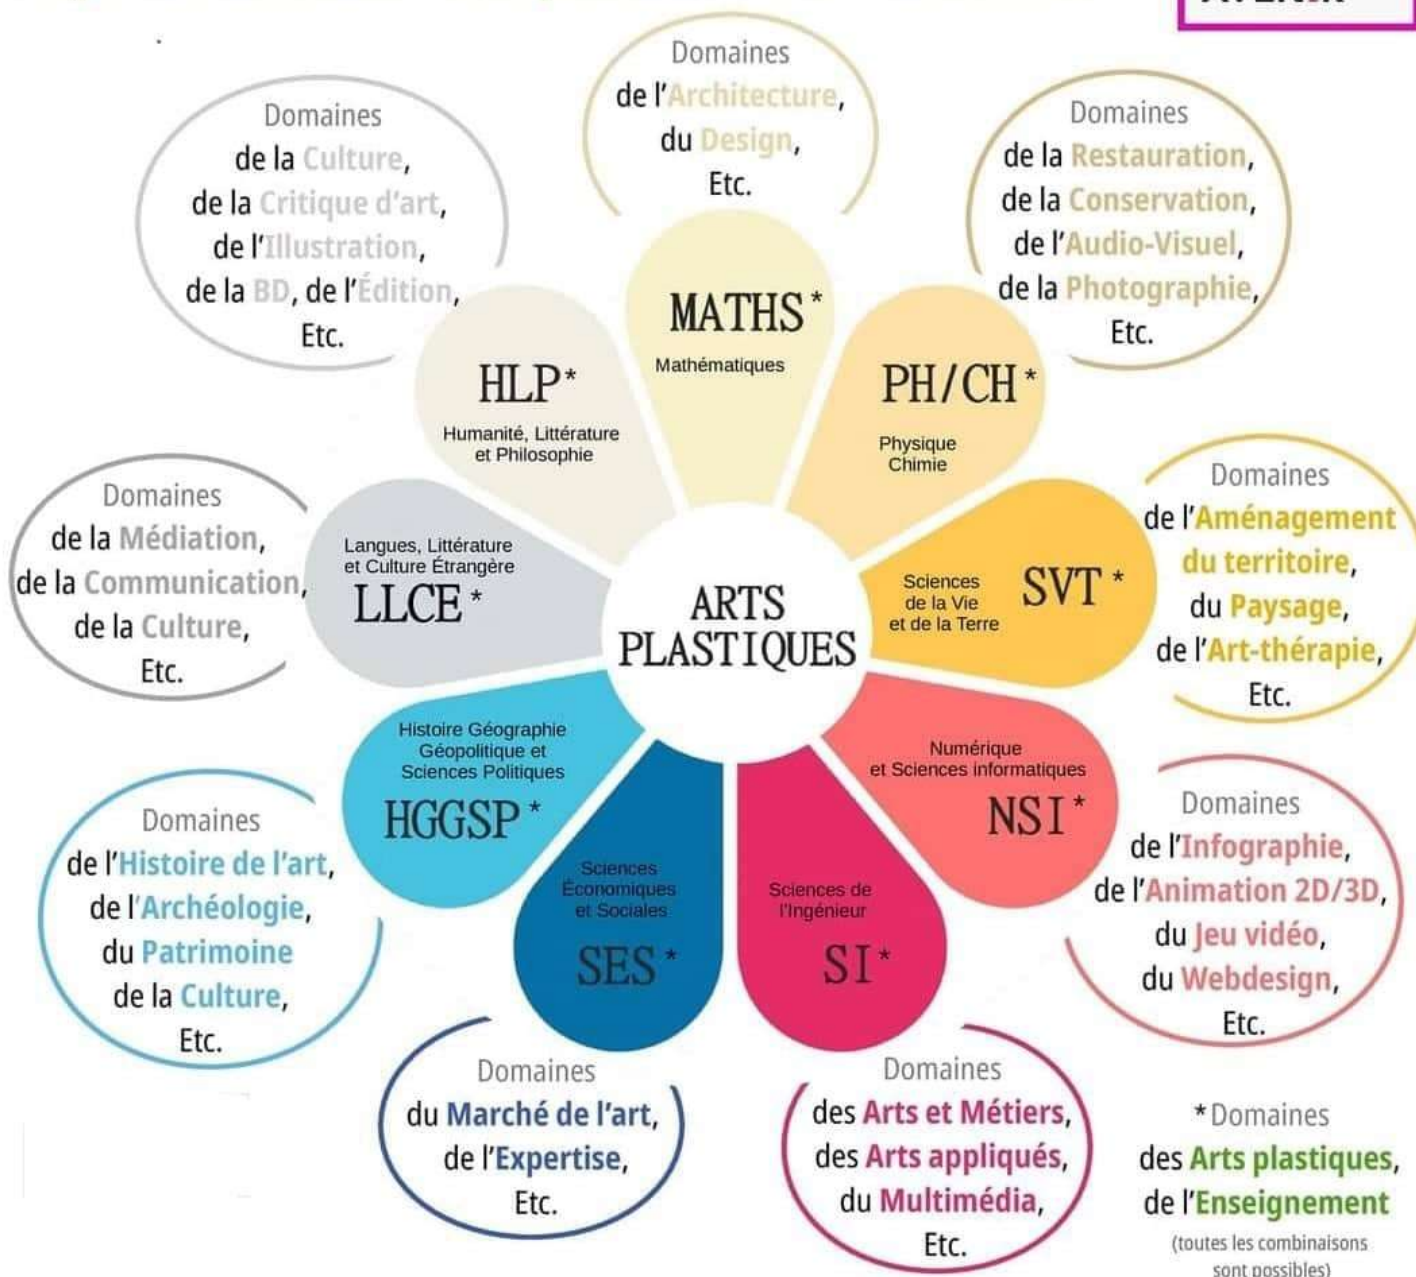 Domaines
de l'Architecture,
du Design,
Etc.
Domaines
de la Culture,
de la Critique d'art,
de l'Illustration,
de la BD, de l'Édition,
Etc.
Domaines
de la Restauration,
de la Conservation,
de l'Audio-Visuel,
de la Photographie,
Etc.
MATHS*
Mathématiques
HLP*
Humanité, Littérature
et Philosophie
PH/CH*
Physique
Chimie
Domaines
de la Médiation,
de la Communication,
de la Culture,
Etc.
Langues, Littérature
et Culture Étrangère
LLCE*
ARTS
PLASTIQUES
Sciences
de la Vie
et de la Terre
SVT*
Domaines
de l'Aménagement
du territoire,
du Paysage,
de l'Art-thérapie,
Etc.
Histoire Géographie
Géopolitique et
Sciences Politiques
HGGSP*
Numérique
et Sciences informatiques
NSI*
Domaines
de l'Histoire de l'art,
de l'Archéologie,
du Patrimoine
de la Culture,
Etc.
Sciences
Économiques
et Sociales
SES*
Sciences de
l'Ingénieur
SI*
Domaines
de l'Infographie,
de l'Animation 2D/3D,
du Jeu vidéo,
du Webdesign,
Etc.
Domaines
du Marché de l'art,
de l'Expertise,
Etc.
Domaines
des Arts et Métiers,
des Arts appliqués,
du Multimédia,
Etc.
*Domaines
des Arts plastiques,
de l'Enseignement
(toutes les combinaisons
sont possibles)